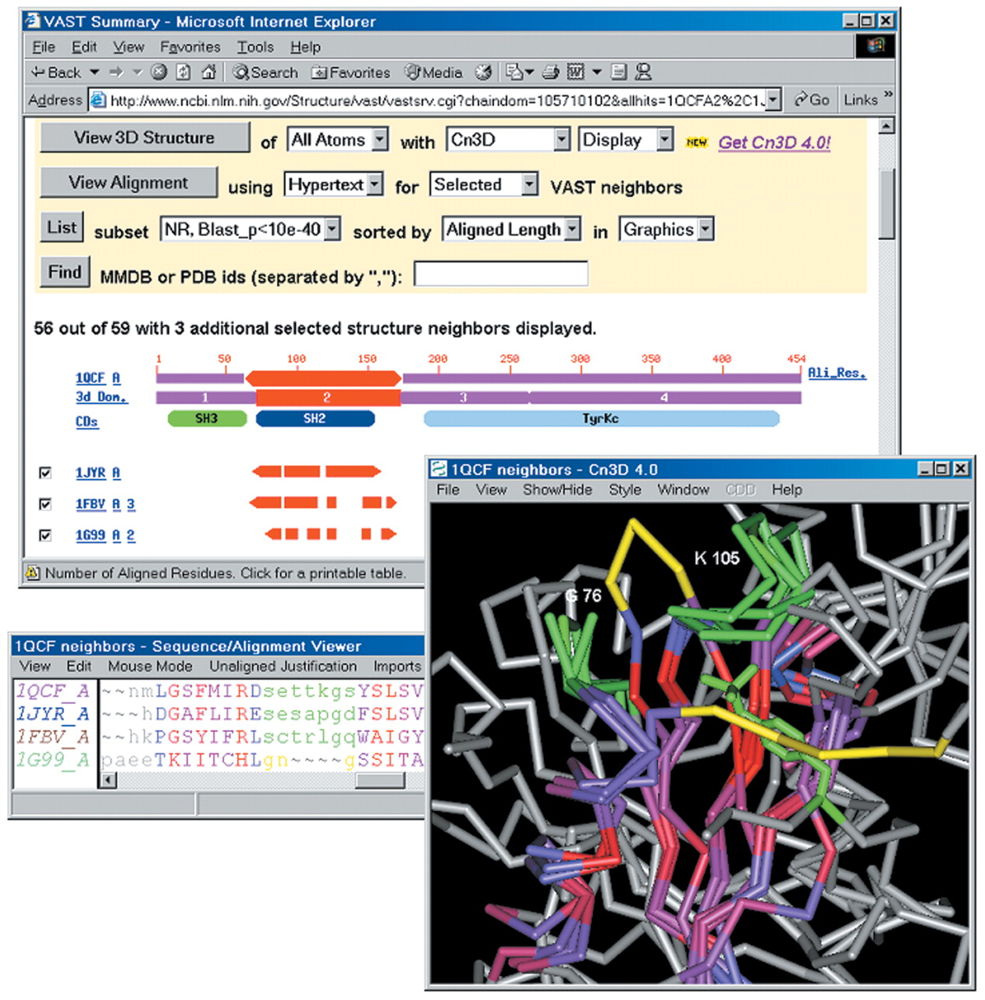 VAST Summary - Microsoft Internet Explorer
File Edit View Favorites Tools Help
Back Search Favorites Media
Address http://www.ncbi.nlm.nih.gov/Structure/vast/vastsrv.cgi?chaindom=105710102&allhits=1QCFA2%2C1J Go Links »
View 3D Structure of All Atoms with Cn3D Display NEW Get Cn3D 4.0!
View Alignment using Hypertext for Selected VAST neighbors
List subset NR, Blast_p<10e-40 sorted by Aligned Length in Graphics
Find MMDB or PDB ids (separated by ","):
56 out of 59 with 3 additional selected structure neighbors displayed.
1 50 100 150 200 250 300 350 400 454
1QCF A Ali_Res.
3d Dom. 1 2 3 4
CDs SH3 SH2 TyrKc
1JYR A
1FBV A 3
1G99 A 2
Number of Aligned Residues. Click for a printable table.
1QCF neighbors - Cn3D 4.0
File View Show/Hide Style Window CDD Help
K 105
G 76
1QCF neighbors - Sequence/Alignment Viewer
View Edit Mouse Mode Unaligned Justification Imports
1QCF_A ~~nmLGSFMIRDsettkgsYSLSV
1JYR_A ~~~hDGAFLIREsesapgdFSLSV
1FBV_A ~~hkPGSYIFRLsctrlgqWAIGY
1G99_A paeeTKIITCHLgn~~~~gSSITA